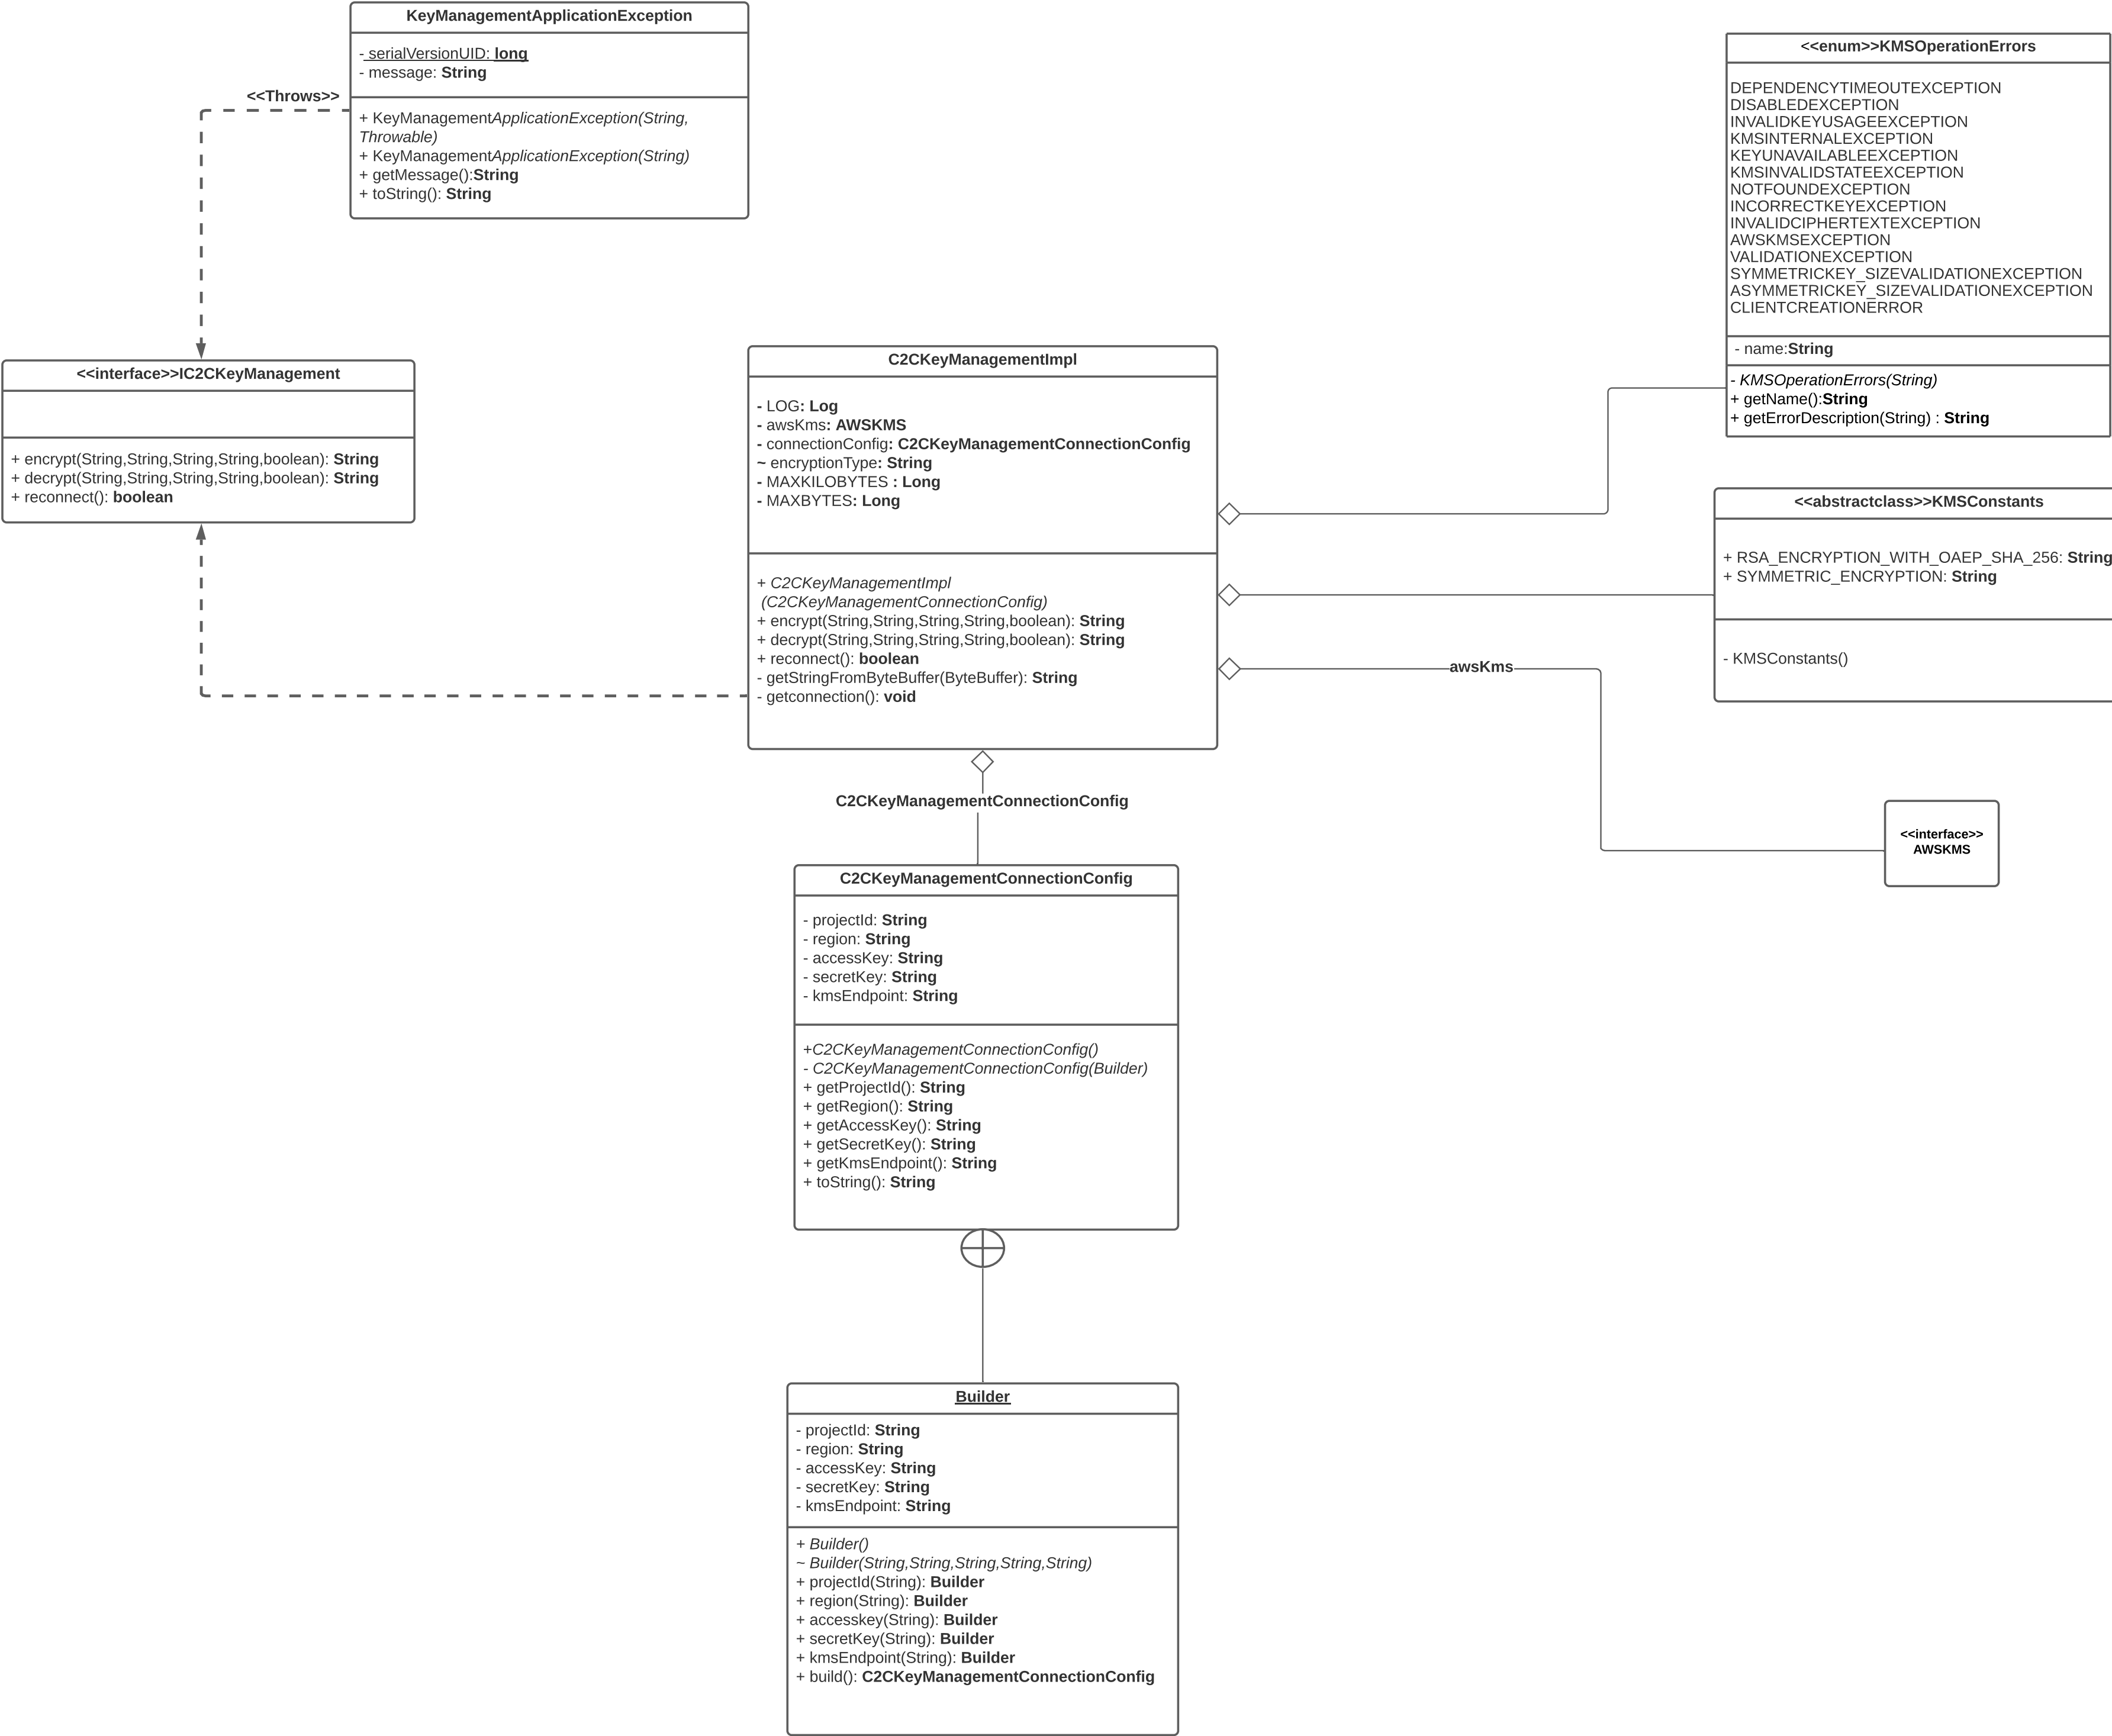 KeyManagementApplicationException
- serialVersionUID: long
- message: String
+ KeyManagementApplicationException(String,
Throwable)
+ KeyManagementApplicationException(String)
+ getMessage():String
+ toString(): String
<<Throws>>
<<interface>>IC2CKeyManagement
+ encrypt(String,String,String,String,boolean): String
+ decrypt(String,String,String,String,boolean): String
+ reconnect(): boolean
C2CKeyManagementImpl
- LOG: Log
- awsKms: AWSKMS
- connectionConfig: C2CKeyManagementConnectionConfig
~ encryptionType: String
- MAXKILOBYTES : Long
- MAXBYTES: Long
+ C2CKeyManagementImpl
(C2CKeyManagementConnectionConfig)
+ encrypt(String,String,String,String,boolean): String
+ decrypt(String,String,String,String,boolean): String
+ reconnect(): boolean
- getStringFromByteBuffer(ByteBuffer): String
- getconnection(): void
<<enum>>KMSOperationErrors
DEPENDENCYTIMEOUTEXCEPTION
DISABLEDEXCEPTION
INVALIDKEYUSAGEEXCEPTION
KMSINTERNALEXCEPTION
KEYUNAVAILABLEEXCEPTION
KMSINVALIDSTATEEXCEPTION
NOTFOUNDEXCEPTION
INCORRECTKEYEXCEPTION
INVALIDCIPHERTEXTEXCEPTION
AWSKMSEXCEPTION
VALIDATIONEXCEPTION
SYMMETRICKEY_SIZEVALIDATIONEXCEPTION
ASYMMETRICKEY_SIZEVALIDATIONEXCEPTION
CLIENTCREATIONERROR
- name:String
- KMSOperationErrors(String)
+ getName():String
+ getErrorDescription(String) : String
<<abstractclass>>KMSConstants
+ RSA_ENCRYPTION_WITH_OAEP_SHA_256: String
+ SYMMETRIC_ENCRYPTION: String
- KMSConstants()
awsKms
<<interface>>
AWSKMS
C2CKeyManagementConnectionConfig
C2CKeyManagementConnectionConfig
- projectId: String
- region: String
- accessKey: String
- secretKey: String
- kmsEndpoint: String
+C2CKeyManagementConnectionConfig()
- C2CKeyManagementConnectionConfig(Builder)
+ getProjectId(): String
+ getRegion(): String
+ getAccessKey(): String
+ getSecretKey(): String
+ getKmsEndpoint(): String
+ toString(): String
Builder
- projectId: String
- region: String
- accessKey: String
- secretKey: String
- kmsEndpoint: String
+ Builder()
~ Builder(String,String,String,String,String)
+ projectId(String): Builder
+ region(String): Builder
+ accesskey(String): Builder
+ secretKey(String): Builder
+ kmsEndpoint(String): Builder
+ build(): C2CKeyManagementConnectionConfig